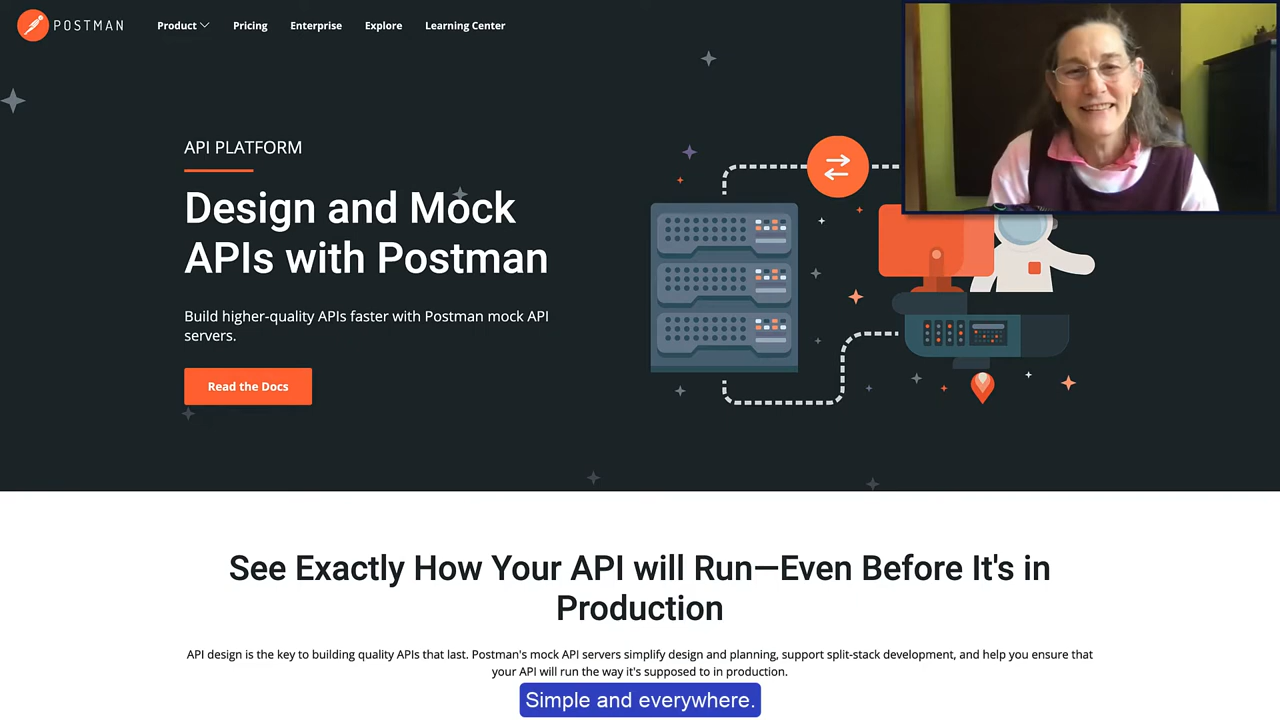 POSTMAN
Product
Pricing
Enterprise
Explore
Learning Center
API PLATFORM
Design and Mock
APIs with Postman
Build higher-quality APIs faster with Postman mock API
servers.
Read the Docs
See Exactly How Your API will Run—Even Before It's in
Production
API design is the key to building quality APIs that last. Postman's mock API servers simplify design and planning, support split-stack development, and help you ensure that
your API will run the way it's supposed to in production.
Simple and everywhere.